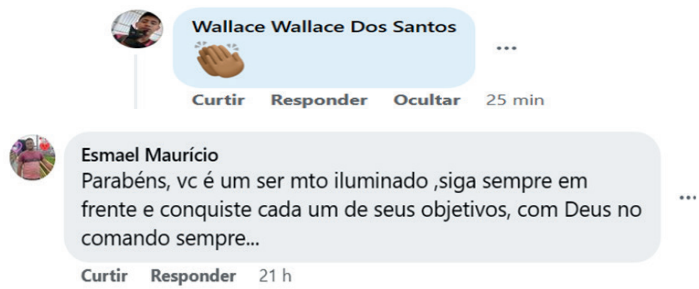 Wallace Wallace Dos Santos
👏🏾
Curtir Responder Ocultar 25 min
Esmael Maurício
Parabéns, vc é um ser mto iluminado ,siga sempre em
frente e conquiste cada um de seus objetivos, com Deus no
comando sempre...
Curtir Responder 21 h